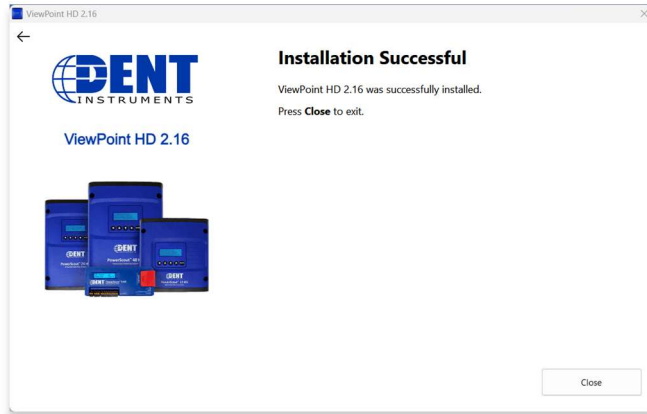 ViewPoint HD 2.16
DENT
INSTRUMENTS
ViewPoint HD 2.16
Installation Successful
ViewPoint HD 2.16 was successfully installed.
Press Close to exit.
DENT
DENT
DENT
DENT
Close